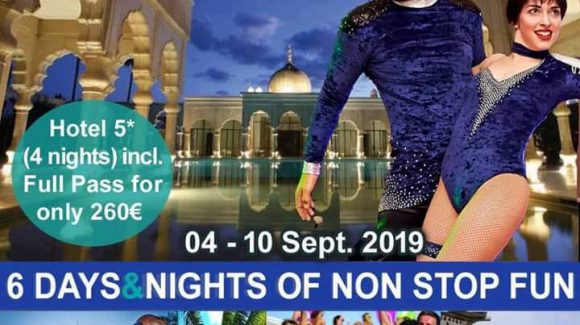 Hotel 5*
(4 nights) incl.
Full Pass for
only 260€
04 - 10 Sept. 2019
6 DAYS&NIGHTS OF NON STOP FUN